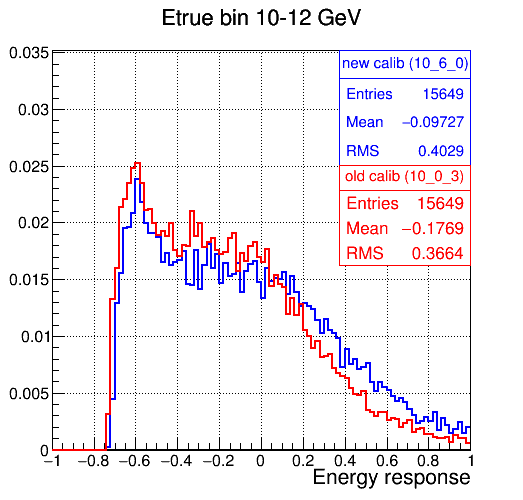 Etrue bin 10-12 GeV
0.035
0.03
0.025
0.02
0.015
0.01
0.005
0
new calib (10_6_0)
Entries 15649
Mean −0.09727
RMS 0.4029
old calib (10_0_3)
Entries 15649
Mean −0.1769
RMS 0.3664
−1 −0.8 −0.6 −0.4 −0.2 0 0.2 0.4 0.6 0.8 1
Energy response